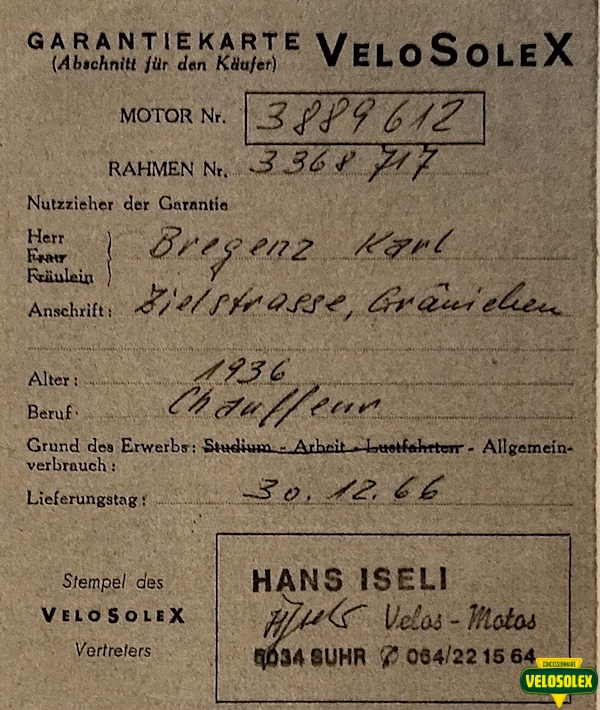 GARANTIEKARTE VELOSOLEX
(Abschnitt für den Käufer)
MOTOR Nr. 3889612
RAHMEN Nr. 3368717
Nutzzieher der Garantie
Herr
Frau
Fräulein
Bregenz Karl
Anschrift: Zielstrasse, Gränichen
Alter: 1936
Beruf: Chauffeur
Grund des Erwerbs: Studium - Arbeit - Lustfahrten - Allgemein-
verbrauch:
Lieferungstag: 30.12.66
Stempel des
VELOSOLEX
Vertreters
HANS ISELI
Velos-Motos
5034 SUHR ✆ 064/22 15 64
CONCESSIONNAIRE
VELOSOLEX